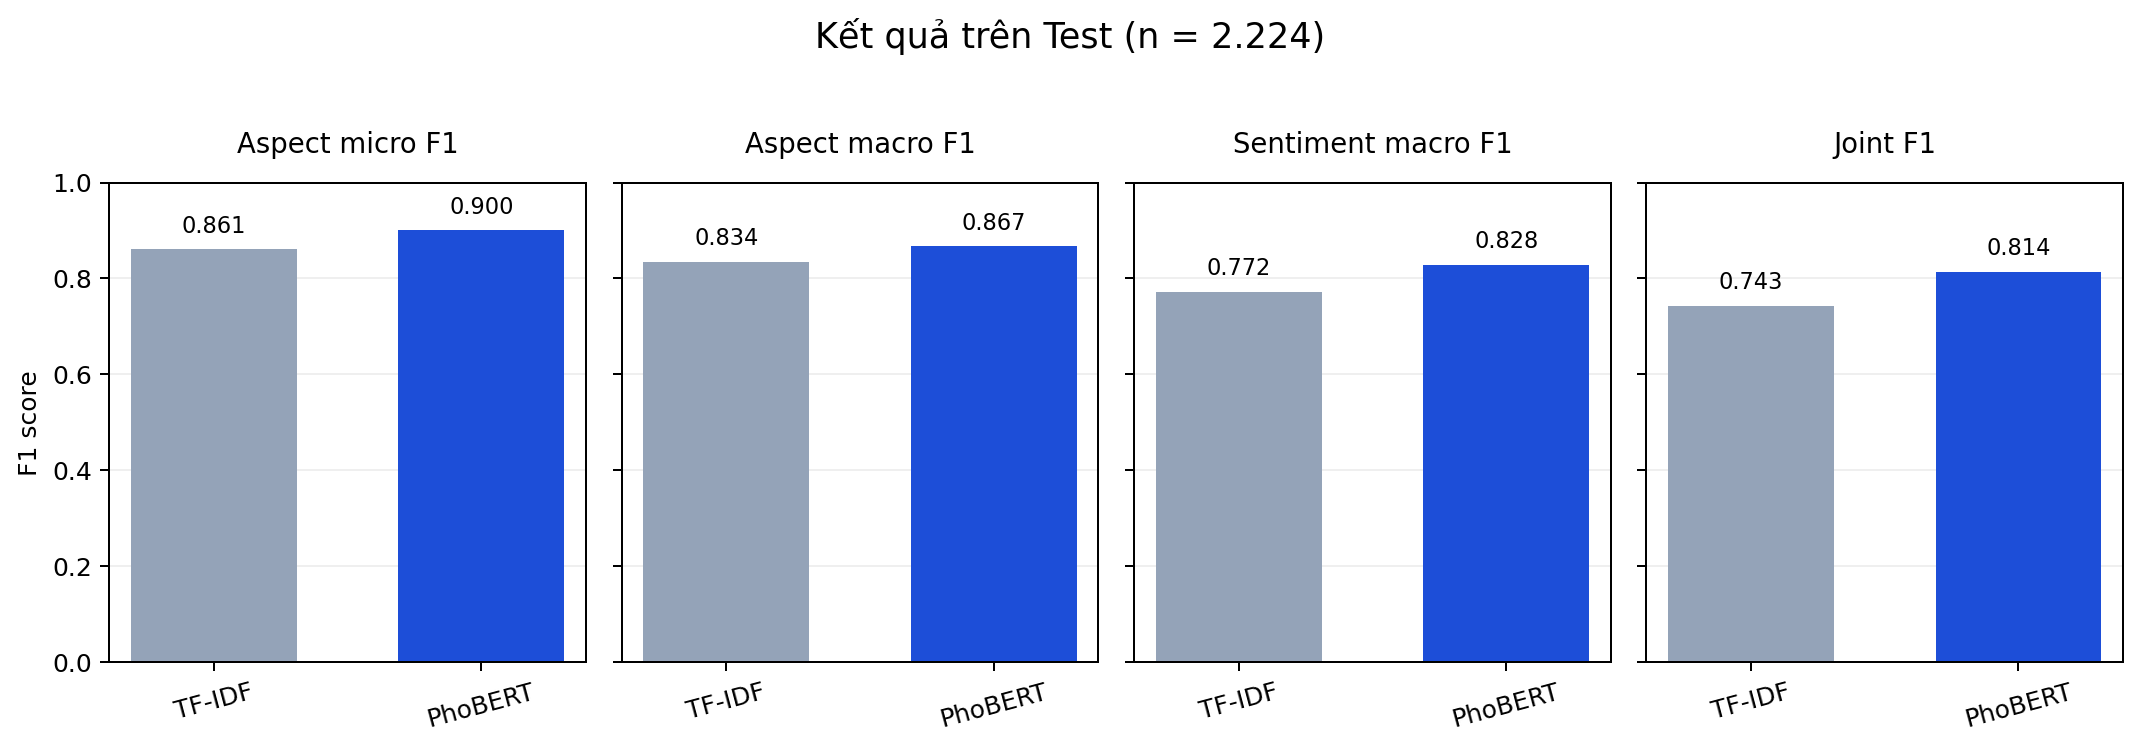 Kết quả trên Test (n = 2.224)
Aspect micro F1
Aspect macro F1
Sentiment macro F1
Joint F1
F1 score
1.0
0.8
0.6
0.4
0.2
0.0
0.861
0.900
0.834
0.867
0.772
0.828
0.743
0.814
TF-IDF
PhoBERT
TF-IDF
PhoBERT
TF-IDF
PhoBERT
TF-IDF
PhoBERT